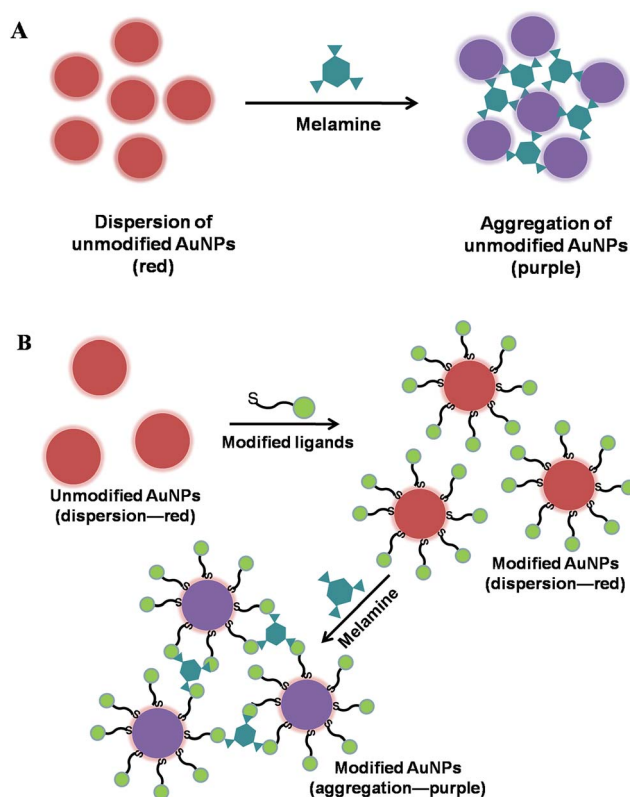 A
Melamine
Dispersion of
unmodified AuNPs
(red)
Aggregation of
unmodified AuNPs
(purple)
B
S
Modified ligands
Unmodified AuNPs
(dispersion—red)
S S S S S S S S
S S S S S S S S
S S S S S S S S
Modified AuNPs
(dispersion—red)
Melamine
S S S S S S S S
S S S S S S S S
S S S S S S S S
Modified AuNPs
(aggregation—purple)